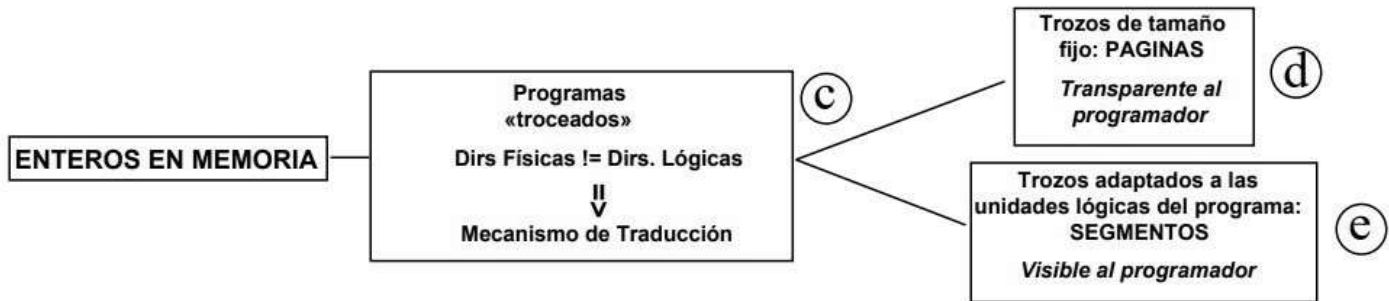 ENTEROS EN MEMORIA
Programas
«troceados»
Dirs Físicas != Dirs. Lógicas
=>
Mecanismo de Traducción
c
Trozos de tamaño
fijo: PAGINAS
Transparente al
programador
d
Trozos adaptados a las
unidades lógicas del programa:
SEGMENTOS
Visible al programador
e